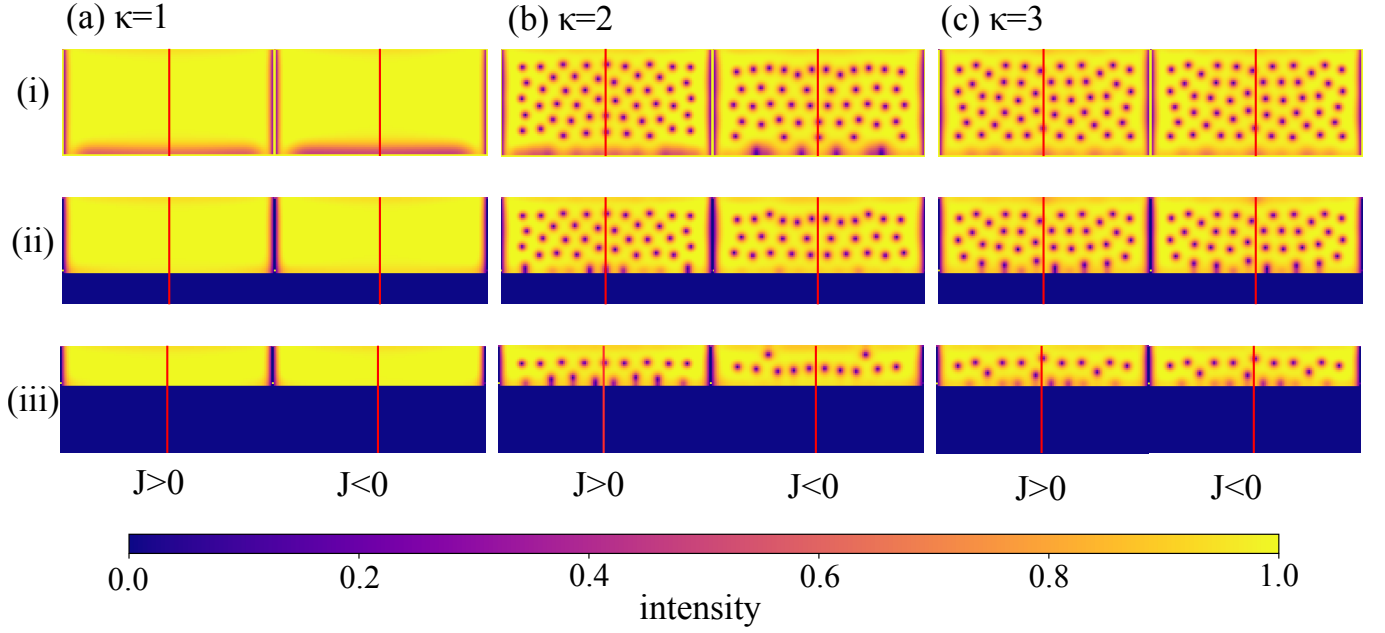 (a) κ=1 (b) κ=2 (c) κ=3
(i)
(ii)
(iii)
J>0 J<0 J>0 J<0 J>0 J<0
0.0 0.2 0.4 0.6 0.8 1.0
intensity